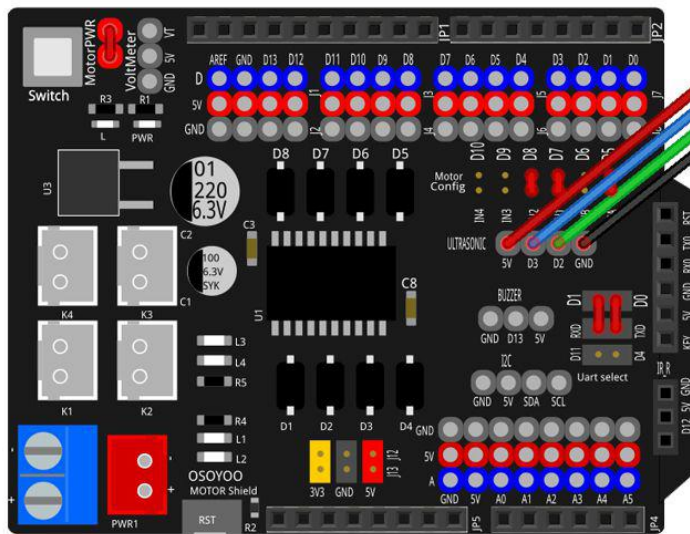 Switch
MotorPWR
VoltMeter
VT
5V
GND
JP1
JP2
AREF GND D13 D12 D11 D10 D9 D8 D7 D6 D5 D4 D3 D2 D1 D0
D
5V
GND
J1
J2
J3
J4
J5
J6
J7
R3
R1
L
PWR
U3
01
220
6.3V
C2
100
6.3V
SYK
C1
C3
D8 D7 D6 D5
U1
C8
D10 D9 D8 D7 D6
Motor
Config
IN4 IN3
ULTRASONIC
5V D3 D2 GND
RST
TXD
RXD
GND
5V
KEY
BUZZER
GND D13 5V
D1
D0
RXD
TXD
D11
D4
Uart select
I2C
GND 5V SDA SCL
IR_R
GND
5V
D12
K4
K3
K1
K2
L3
L4
R5
R4
L1
L2
D1 D2 D3 D4
J12
J13
3V3 GND 5V
GND
5V
A
GND 5V A0 A1 A2 A3 A4 A5
OSOYOO
MOTOR Shield
RST
R2
JP5
JP4
-
+
-
+
PWR1